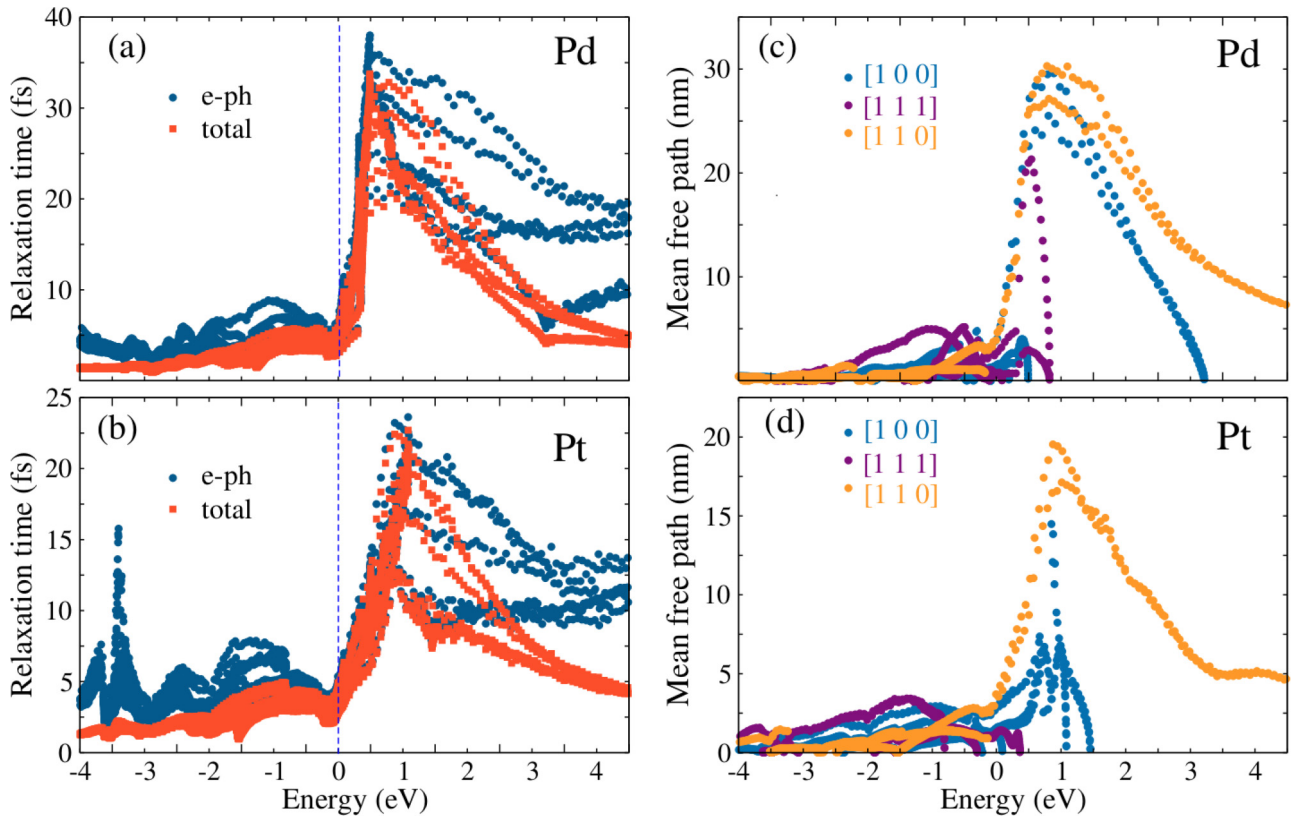 (a)
Pd
e-ph
total
Relaxation time (fs)
40
30
20
10
(c)
Pd
[1 0 0]
[1 1 1]
[1 1 0]
Mean free path (nm)
30
20
10
(b)
Pt
e-ph
total
Relaxation time (fs)
25
20
15
10
5
0
-4 -3 -2 -1 0 1 2 3 4
Energy (eV)
(d)
Pt
[1 0 0]
[1 1 1]
[1 1 0]
Mean free path (nm)
20
15
10
5
0
-4 -3 -2 -1 0 1 2 3 4
Energy (eV)